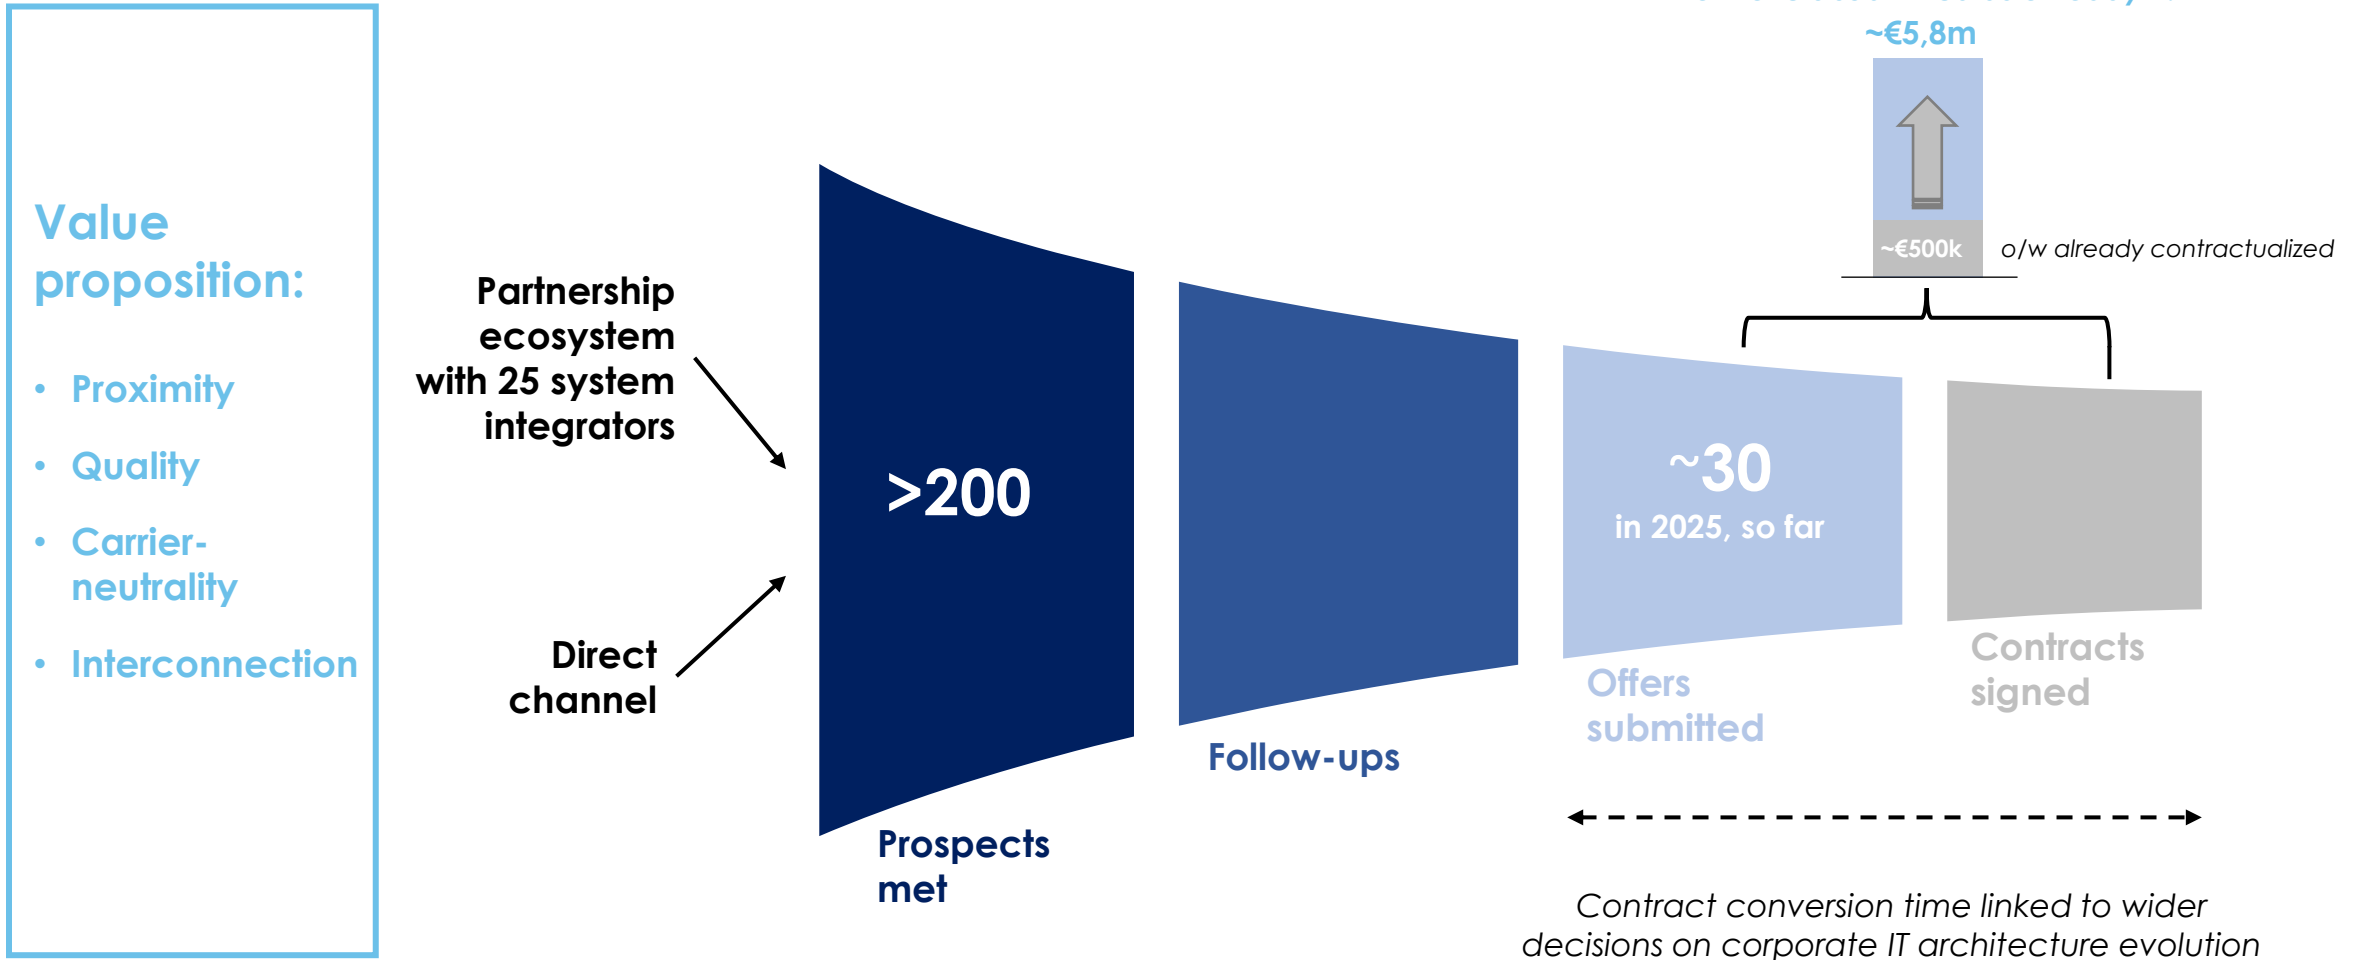 Value
proposition:
• Proximity
• Quality
• Carrier-
neutrality
• Interconnection
Partnership
ecosystem
with 25 system
integrators
Direct
channel
>200
Prospects
met
Follow-ups
~30
in 2025, so far
Offers
submitted
Contracts
signed
~€5,8m
~€500k
o/w already contractualized
Contract conversion time linked to wider
decisions on corporate IT architecture evolution